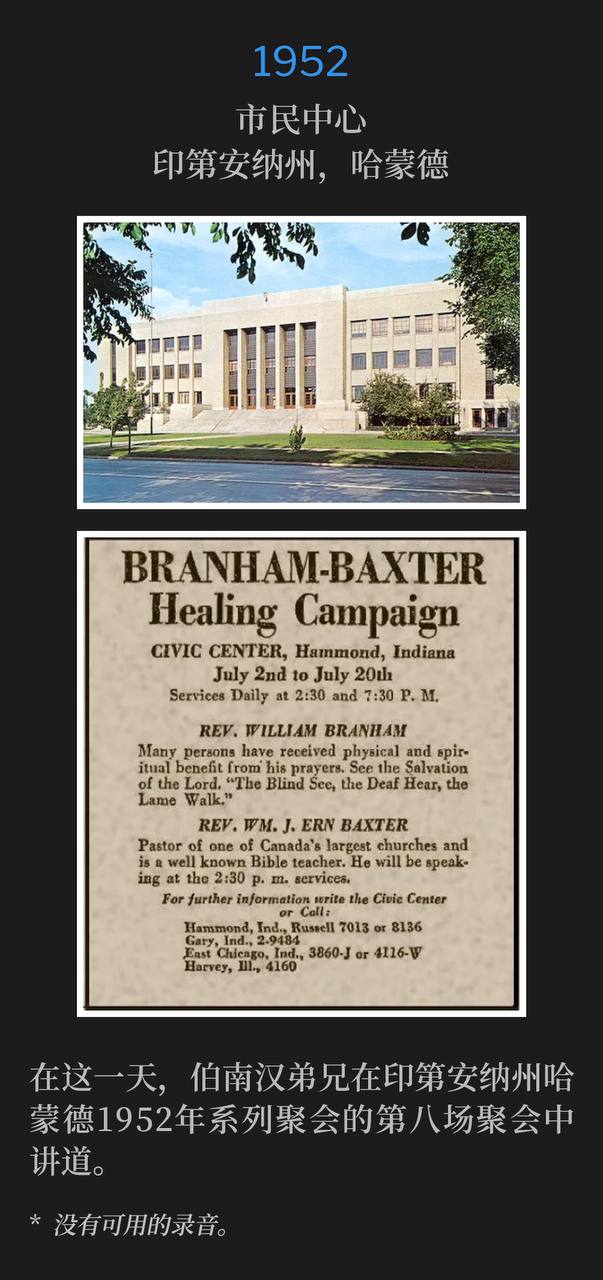 1952
市民中心
印第安纳州，哈蒙德
BRANHAM-BAXTER
Healing Campaign
CIVIC CENTER, Hammond, Indiana
July 2nd to July 20th
Services Daily at 2:30 and 7:30 P. M.
REV. WILLIAM BRANHAM
Many persons have received physical and spir-
itual benefit from his prayers. See the Salvation
of the Lord. "The Blind See, the Deaf Hear, the
Lame Walk."
REV. WM. J. ERN BAXTER
Pastor of one of Canada's largest churches and
is a well known Bible teacher. He will be speak-
ing at the 2:30 p. m. services.
For further information write the Civic Center
or Call:
Hammond, Ind., Russell 7013 or 8136
Gary, Ind., 2-9484
East Chicago, Ind., 3860-J or 4116-W
Harvey, Ill., 4160
在这一天，伯南汉弟兄在印第安纳州哈
蒙德1952年系列聚会的第八场聚会中
讲道。
* 没有可用的录音。